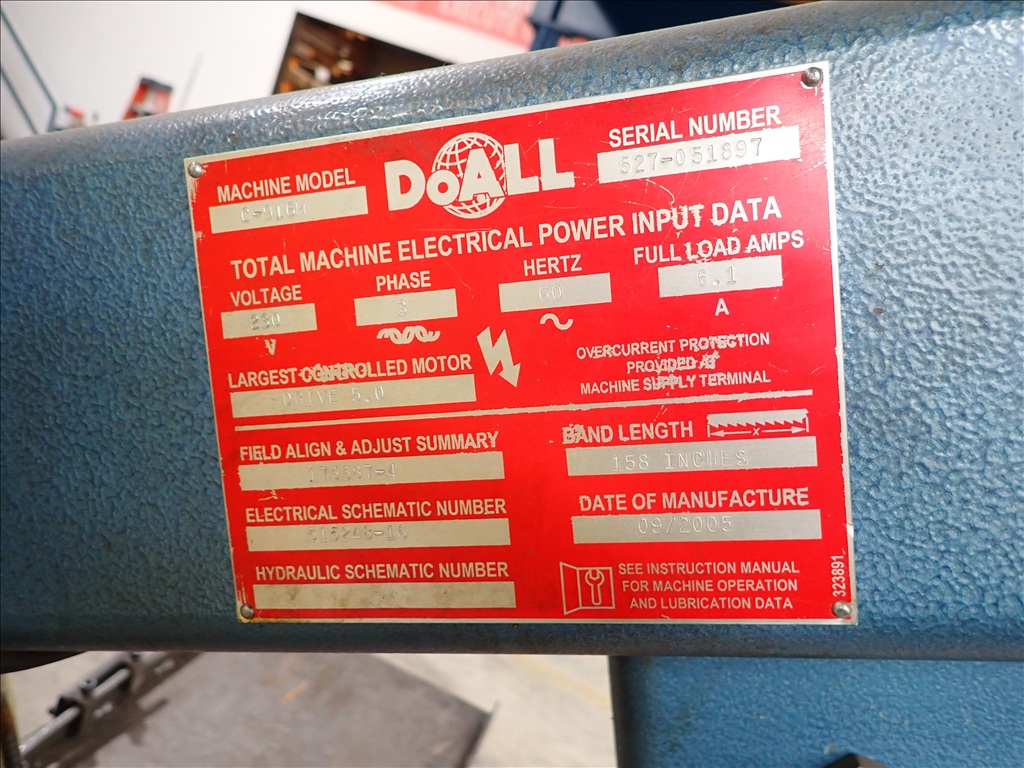 MACHINE MODEL
DOALL
SERIAL NUMBER
527-051897
TOTAL MACHINE ELECTRICAL POWER INPUT DATA
VOLTAGE
230
V
PHASE
3
HERTZ
60
FULL LOAD AMPS
6.1
A
LARGEST CONTROLLED MOTOR
DRIVE 5.0
OVERCURRENT PROTECTION
PROVIDED AT
MACHINE SUPPLY TERMINAL
FIELD ALIGN & ADJUST SUMMARY
BAND LENGTH
x
158 INCHES
ELECTRICAL SCHEMATIC NUMBER
DATE OF MANUFACTURE
09/2005
HYDRAULIC SCHEMATIC NUMBER
SEE INSTRUCTION MANUAL
FOR MACHINE OPERATION
AND LUBRICATION DATA
323891